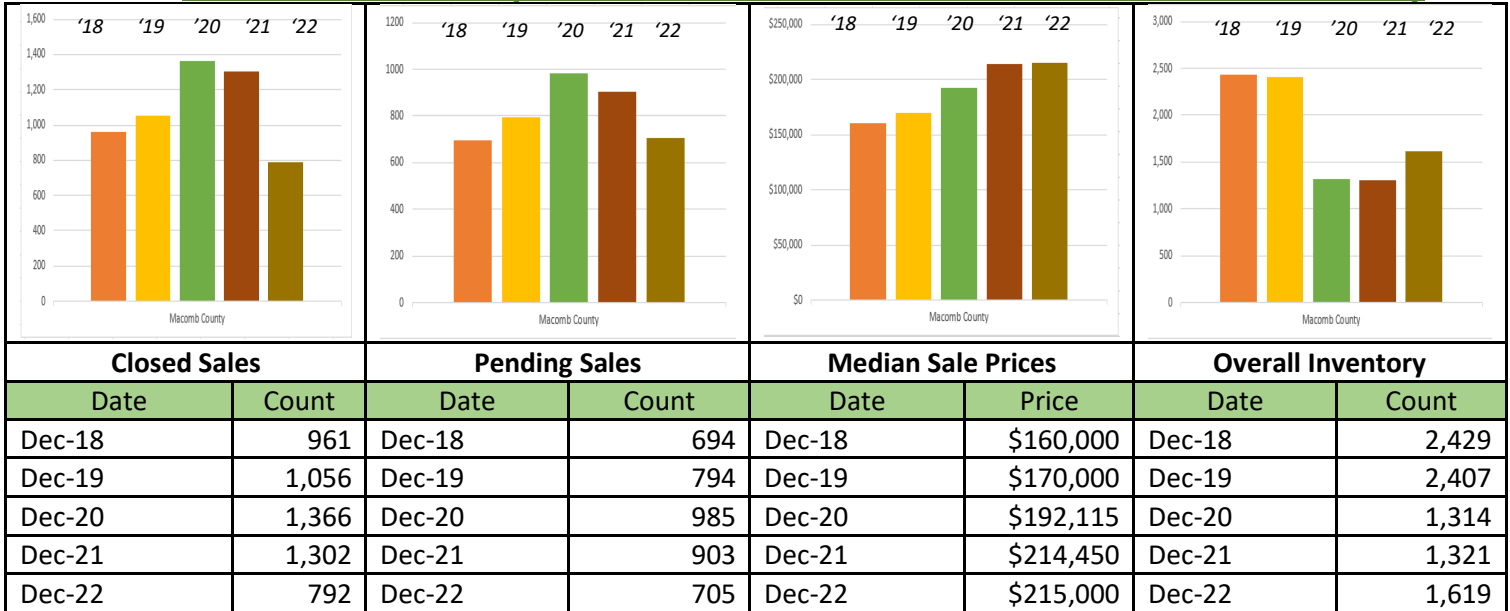 ‘18 ‘19 ‘20 ‘21 ‘22
1,600
1,400
1,200
1,000
800
600
400
200
0
Macomb County
‘18 ‘19 ‘20 ‘21 ‘22
1200
1000
800
600
400
200
0
Macomb County
‘18 ‘19 ‘20 ‘21 ‘22
$250,000
$200,000
$150,000
$100,000
$50,000
$0
Macomb County
‘18 ‘19 ‘20 ‘21 ‘22
3,000
2,500
2,000
1,500
1,000
500
0
Macomb County
Closed Sales Pending Sales Median Sale Prices Overall Inventory
Date Count Date Count Date Price Date Count
Dec-18 961 Dec-18 694 Dec-18 $160,000 Dec-18 2,429
Dec-19 1,056 Dec-19 794 Dec-19 $170,000 Dec-19 2,407
Dec-20 1,366 Dec-20 985 Dec-20 $192,115 Dec-20 1,314
Dec-21 1,302 Dec-21 903 Dec-21 $214,450 Dec-21 1,321
Dec-22 792 Dec-22 705 Dec-22 $215,000 Dec-22 1,619